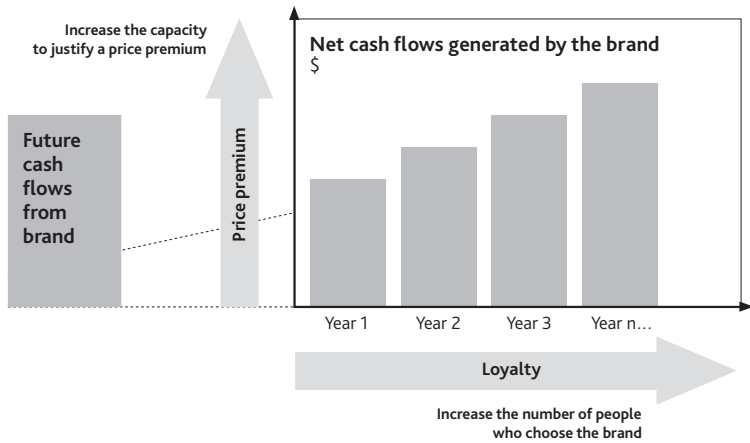 Increase the capacity
to justify a price premium
Net cash flows generated by the brand
$
Future
cash
flows
from
brand
Price premium
Year 1
Year 2
Year 3
Year n...
Loyalty
Increase the number of people
who choose the brand